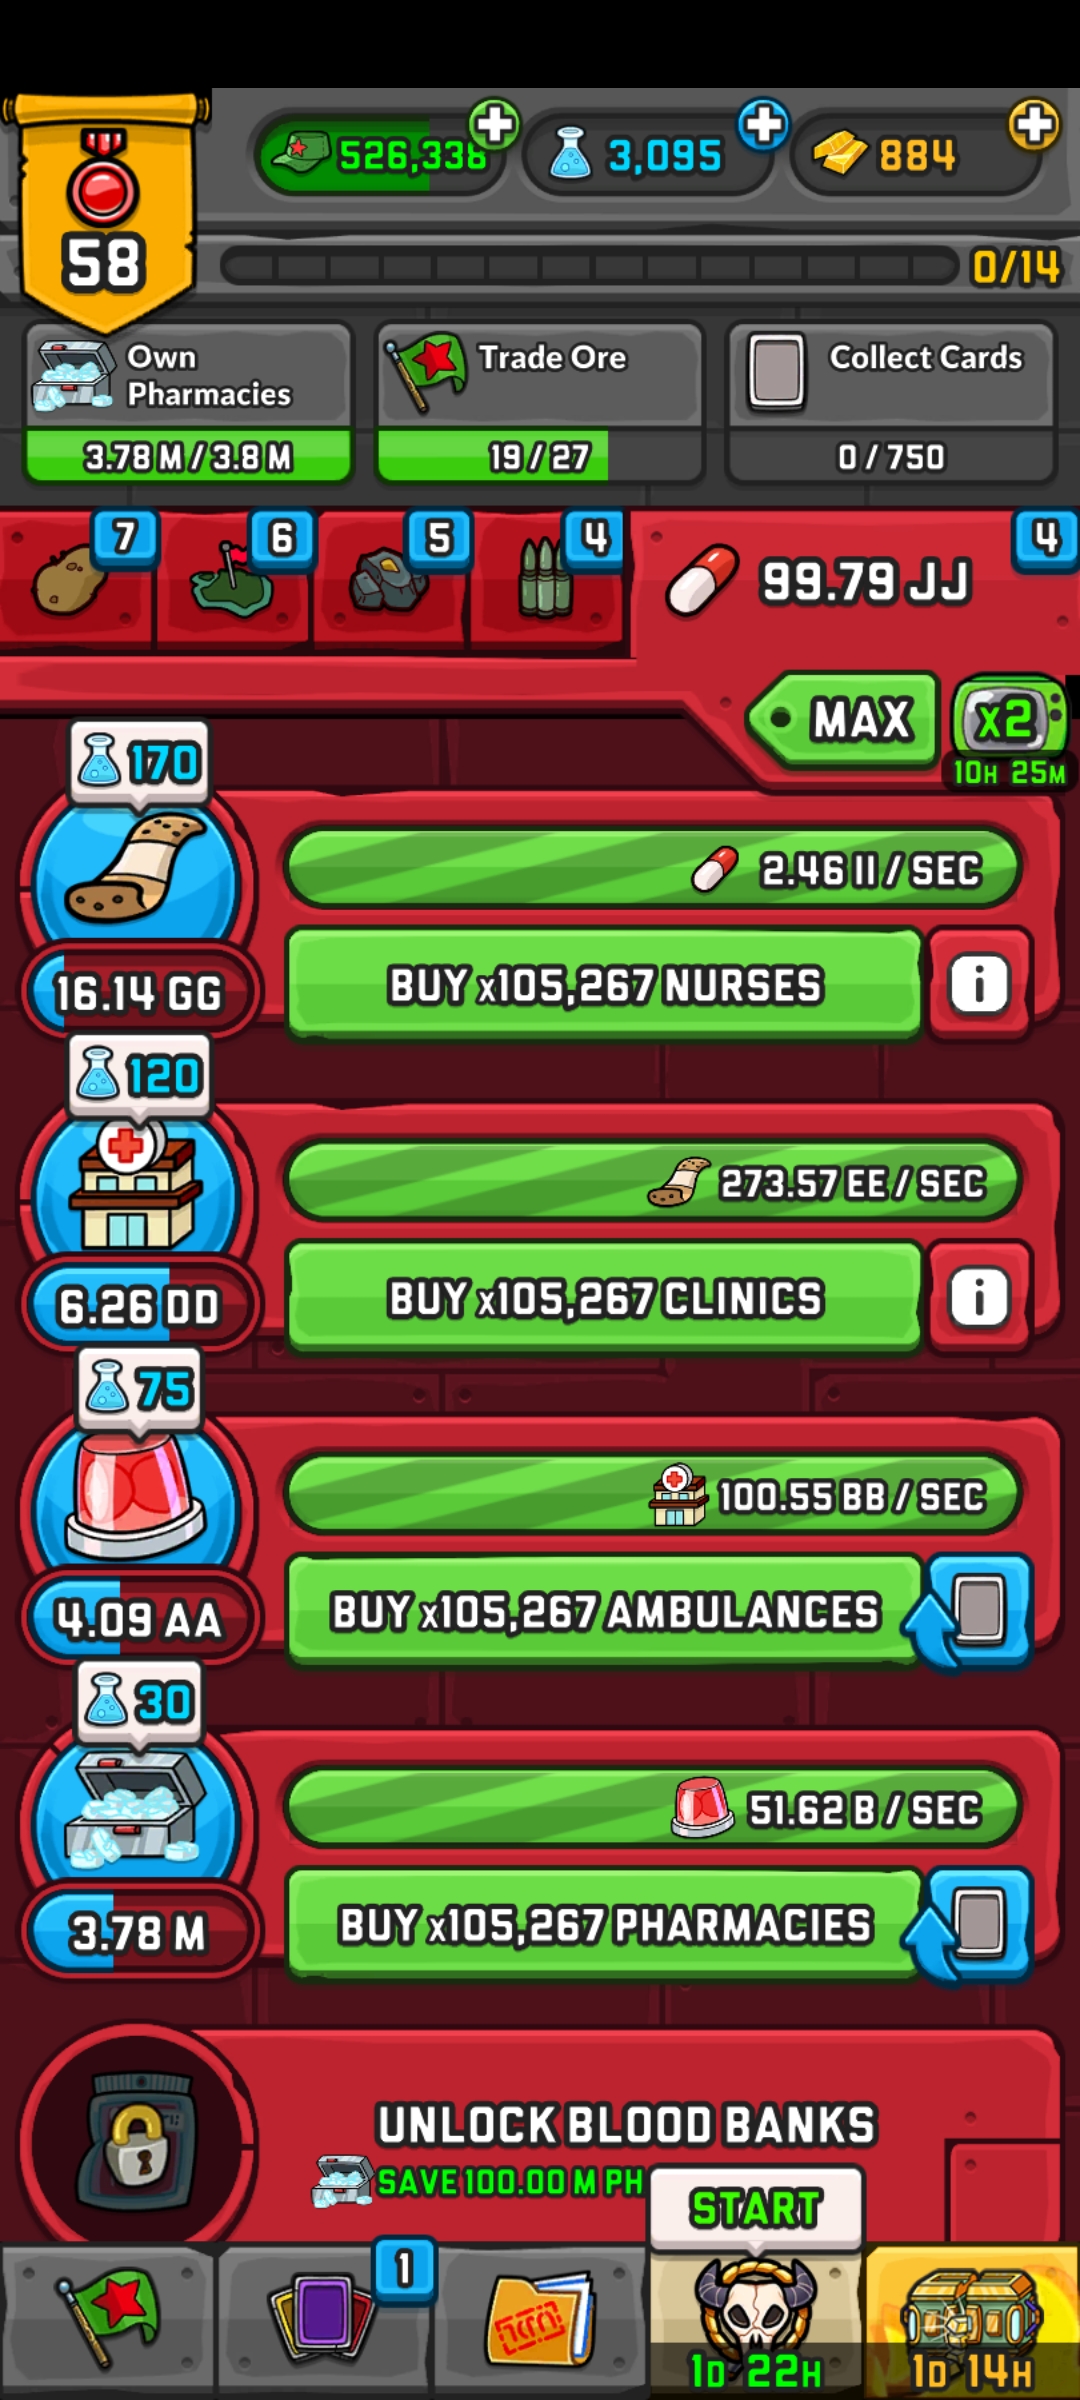 58
526,338
3,095
884
0/14
Own
Pharmacies
3.78 M / 3.8 M
Trade Ore
19 / 27
Collect Cards
0 / 750
7
6
5
4
99.79 JJ
4
MAX
x2
10H 25M
170
2.46 II / SEC
16.14 GG
BUY x105,267 NURSES
i
120
273.57 EE / SEC
6.26 DD
BUY x105,267 CLINICS
i
75
100.55 BB / SEC
4.09 AA
BUY x105,267 AMBULANCES
30
51.62 B / SEC
3.78 M
BUY x105,267 PHARMACIES
UNLOCK BLOOD BANKS
SAVE 100.00 M PH
START
1
1D 22H
1D 14H